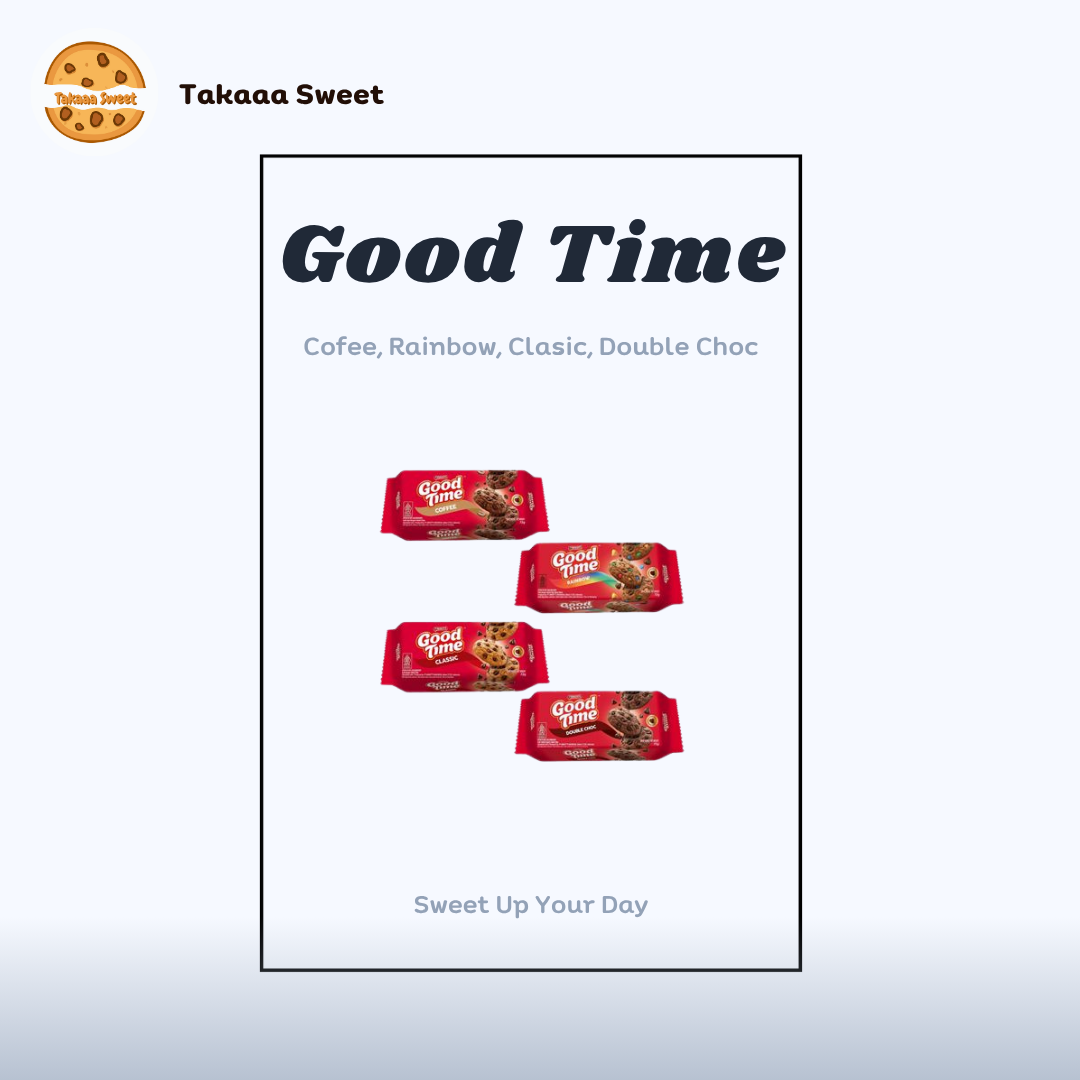 Takaaa Sweet
Takaaa Sweet
Good Time
Cofee, Rainbow, Clasic, Double Choc
Good
Time
COFFEE
Good
Time
RAINBOW
Good
Time
CLASSIC
Good
Time
DOUBLE CHOC
Sweet Up Your Day